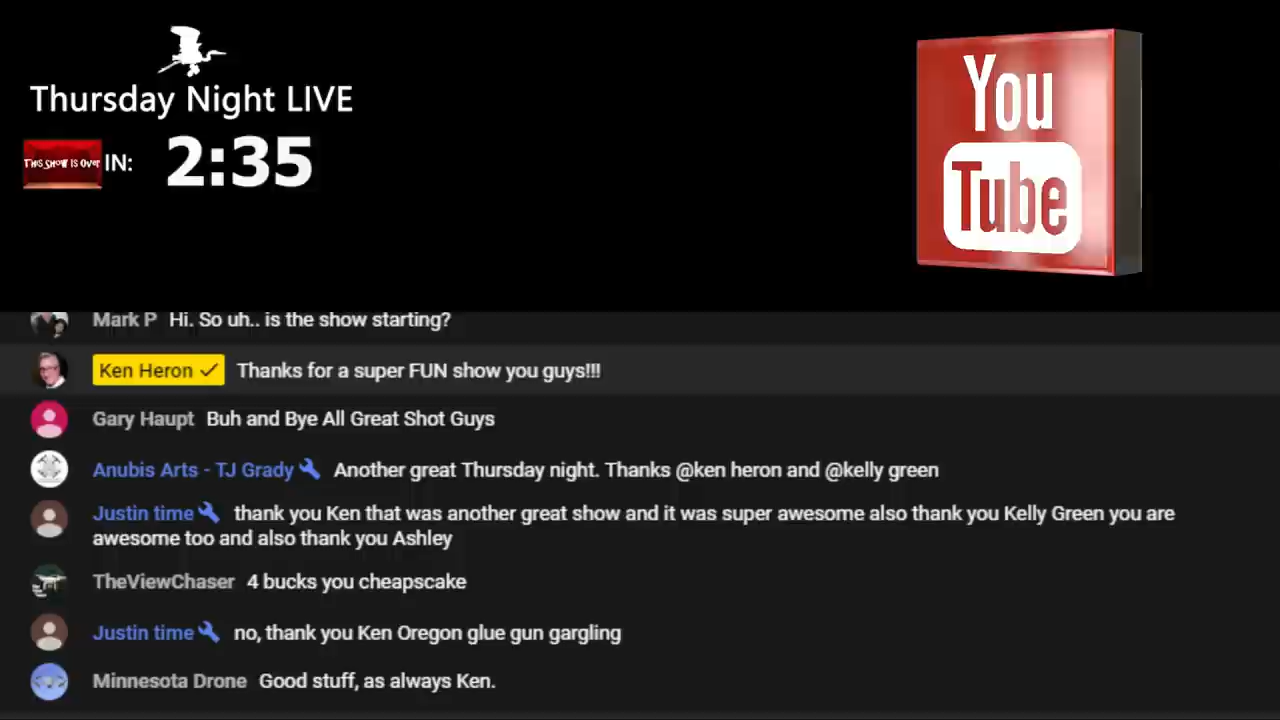 Thursday Night LIVE
This Show Is Over IN: 2:35
You
Tube
Mark P Hi. So uh.. is the show starting?
Ken Heron ✓ Thanks for a super FUN show you guys!!!
Gary Haupt Buh and Bye All Great Shot Guys
Anubis Arts - TJ Grady Another great Thursday night. Thanks @ken heron and @kelly green
Justin time thank you Ken that was another great show and it was super awesome also thank you Kelly Green you are
awesome too and also thank you Ashley
TheViewChaser 4 bucks you cheapscake
Justin time no, thank you Ken Oregon glue gun gargling
Minnesota Drone Good stuff, as always Ken.